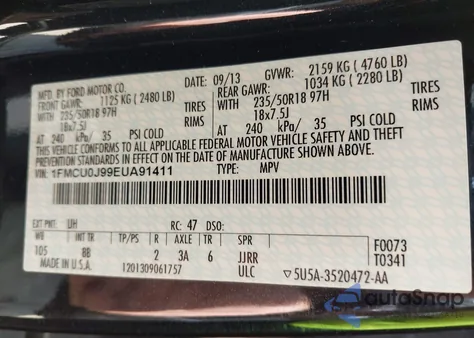 MFD. BY FORD MOTOR CO.
DATE: 09/13 GVWR: 2159 KG (4760 LB)
FRONT GAWR: 1125 KG (2480 LB) REAR GAWR: 1034 KG (2280 LB)
WITH 235/50R18 97H TIRES WITH 235/50R18 97H TIRES
18x7.5J RIMS 18x7.5J RIMS
AT 240 kPa/ 35 PSI COLD AT 240 kPa/ 35 PSI COLD
THIS VEHICLE CONFORMS TO ALL APPLICABLE FEDERAL MOTOR VEHICLE SAFETY AND THEFT
PREVENTION STANDARDS IN EFFECT ON THE DATE OF MANUFACTURE SHOWN ABOVE.
VIN: 1FMCU0J99EUA91411 TYPE: MPV
F0073
T0341
EXT PNT: UH RC: 47 DSO:
WB INT TR TP/PS R AXLE TR SPR
105 BB 2 3A 6 JJRR
MADE IN U.S.A. 1201309061757 ULC
5U5A-3520472-AA
autoSnap